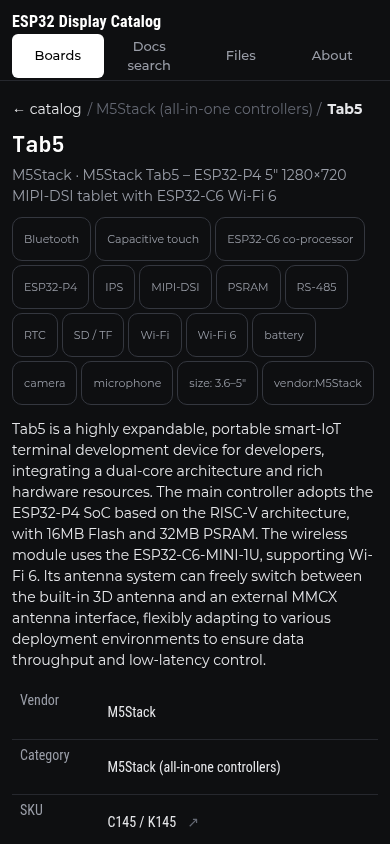 ESP32 Display Catalog
Boards
Docs search
Files
About
← catalog / M5Stack (all-in-one controllers) / Tab5
Tab5
M5Stack · M5Stack Tab5 – ESP32-P4 5" 1280×720
MIPI-DSI tablet with ESP32-C6 Wi-Fi 6
Bluetooth Capacitive touch ESP32-C6 co-processor
ESP32-P4 IPS MIPI-DSI PSRAM RS-485
RTC SD / TF Wi-Fi Wi-Fi 6 battery
camera microphone size: 3.6–5" vendor:M5Stack
Tab5 is a highly expandable, portable smart-IoT
terminal development device for developers,
integrating a dual-core architecture and rich
hardware resources. The main controller adopts the
ESP32-P4 SoC based on the RISC-V architecture,
with 16MB Flash and 32MB PSRAM. The wireless
module uses the ESP32-C6-MINI-1U, supporting Wi-
Fi 6. Its antenna system can freely switch between
the built-in 3D antenna and an external MMCX
antenna interface, flexibly adapting to various
deployment environments to ensure data
throughput and low-latency control.
Vendor M5Stack
Category M5Stack (all-in-one controllers)
SKU C145 / K145 ↗